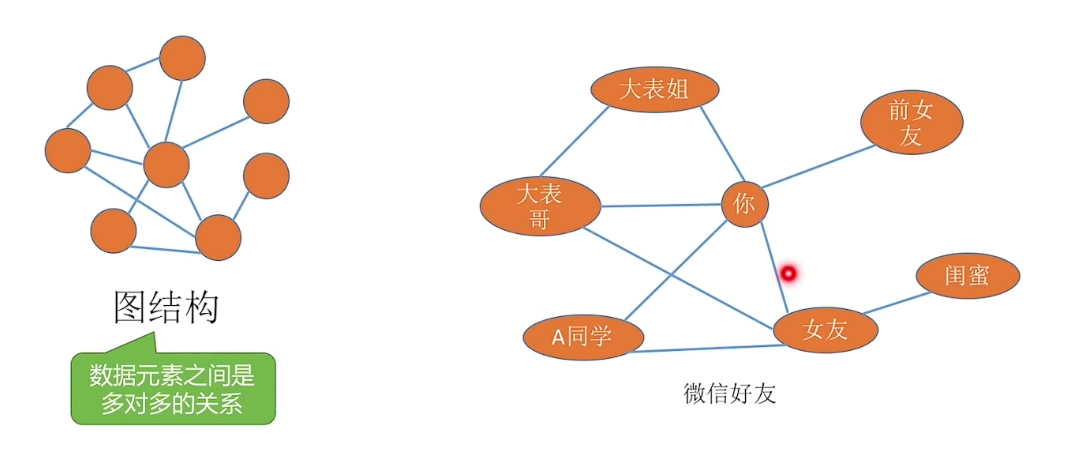 图结构
数据元素之间是
多对多的关系
大表姐
前女
友
大表
哥
你
闺蜜
A同学
女友
微信好友